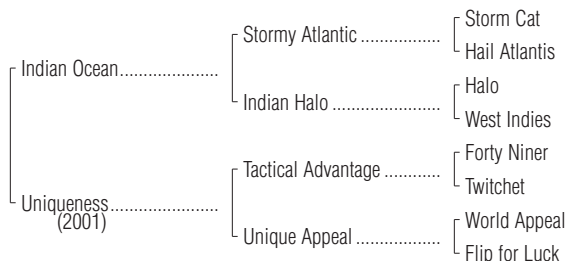 Storm Cat
Stormy Atlantic ..................
Hail Atlantis
Indian Ocean......................
Halo
Indian Halo ........................
West Indies
Forty Niner
Tactical Advantage .............
Twitchet
Uniqueness........................
(2001)
World Appeal
Unique Appeal ...................
Flip for Luck